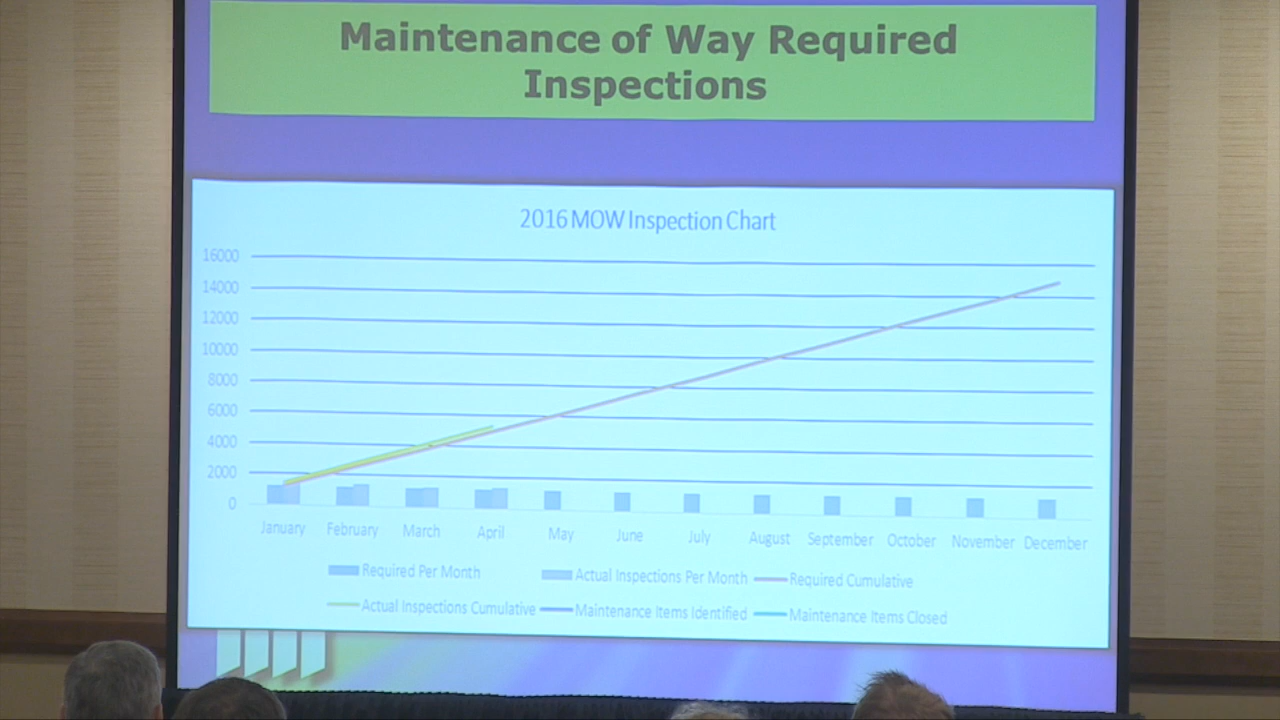 Maintenance of Way Required
Inspections
2016 MOW Inspection Chart
16000
14000
12000
10000
8000
6000
4000
2000
0
January February March April May June July August September October November December
Required Per Month Actual Inspections Per Month Required Cumulative
Actual Inspections Cumulative Maintenance Items Identified Maintenance Items Closed